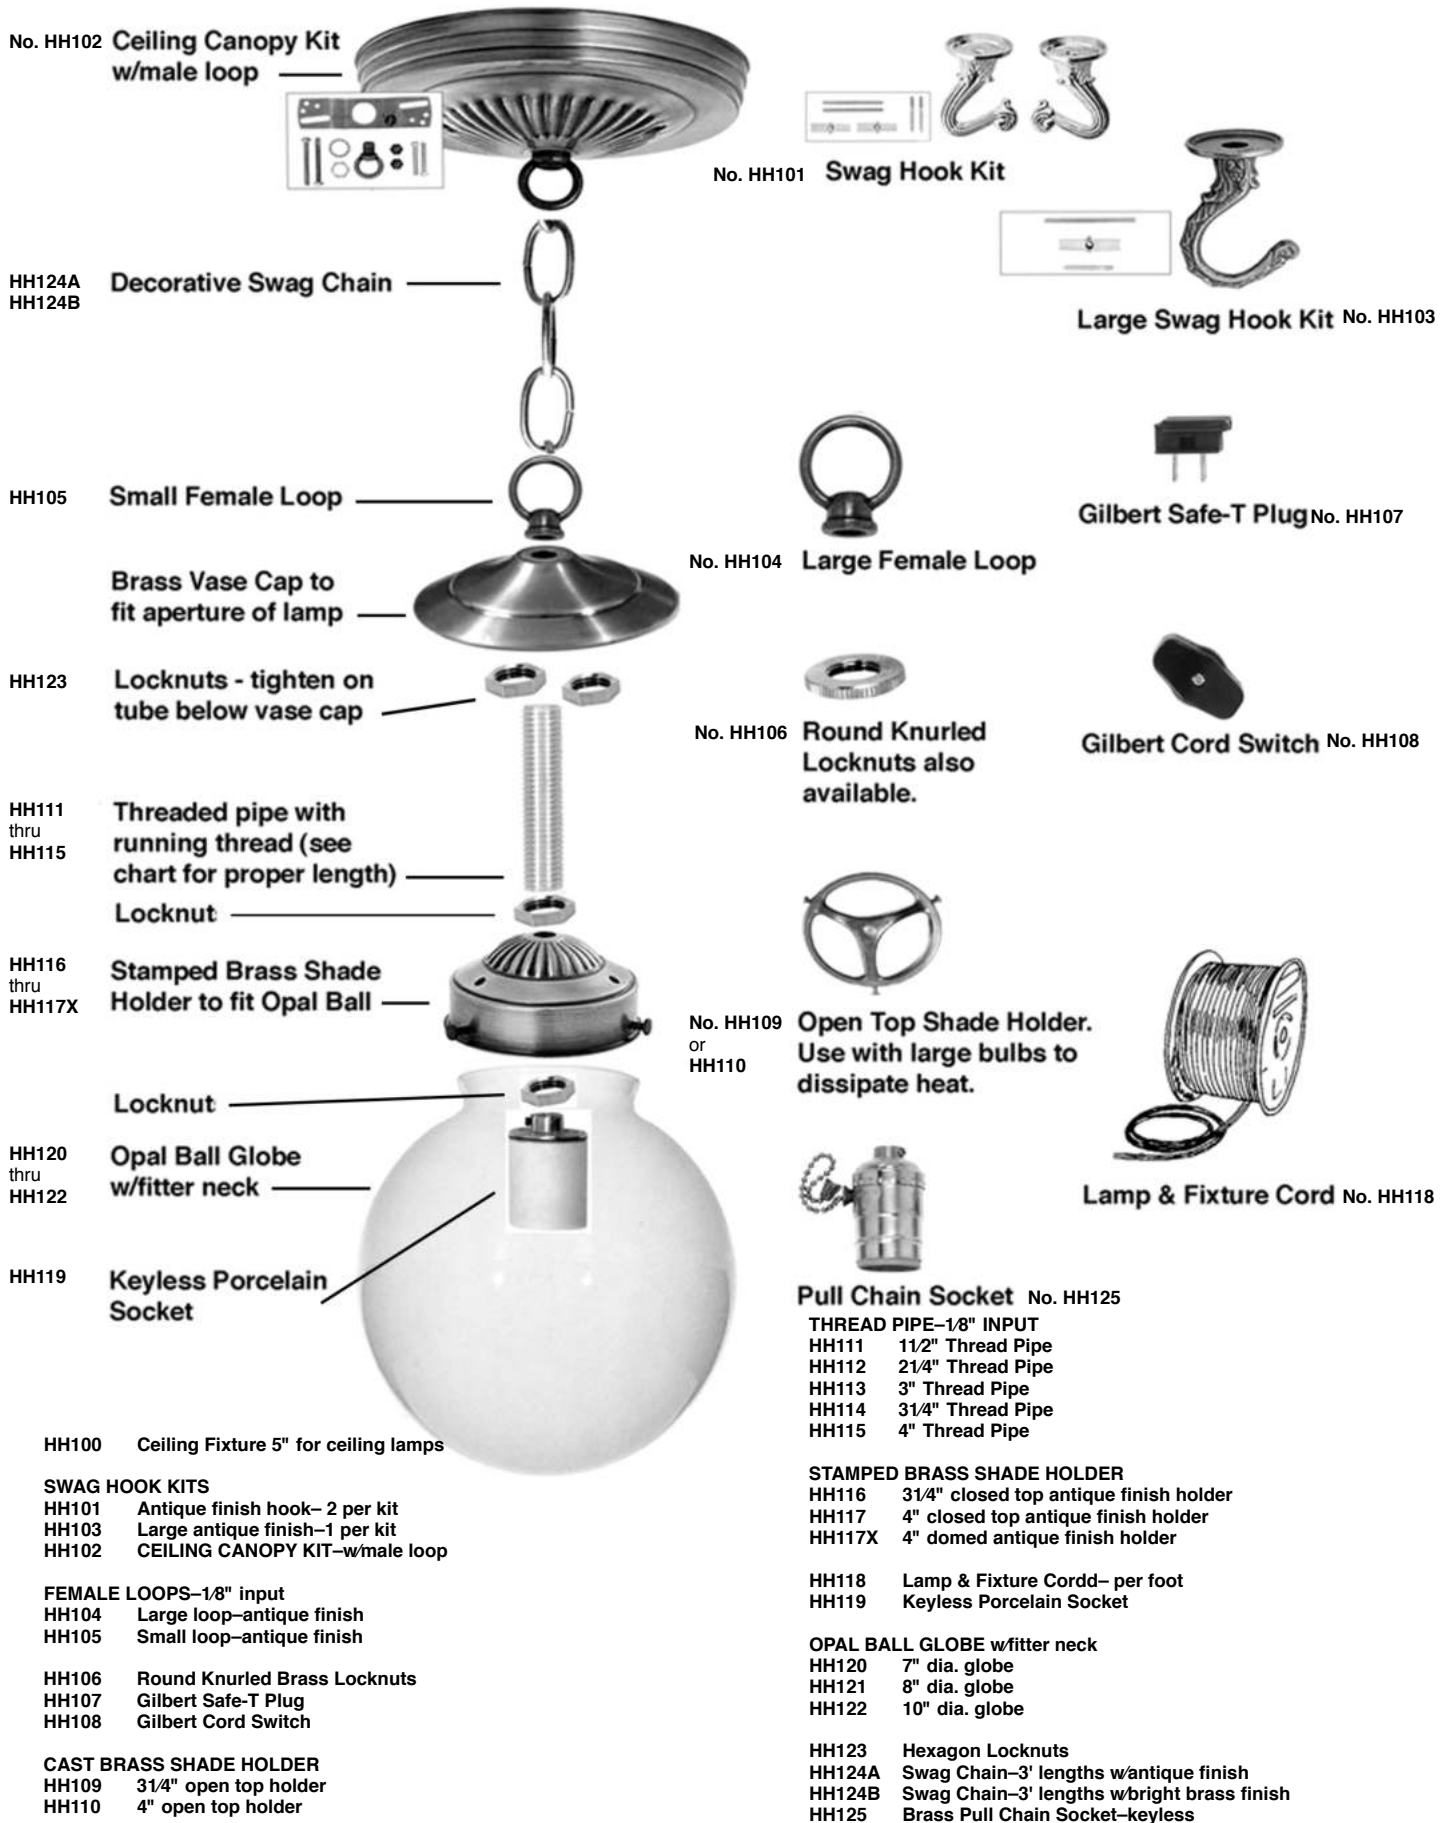 No. HH102 Ceiling Canopy Kit
w/male loop
No. HH101 Swag Hook Kit
Large Swag Hook Kit No. HH103
HH124A Decorative Swag Chain
HH124B
HH105 Small Female Loop
No. HH104 Large Female Loop
Gilbert Safe-T Plug No. HH107
Brass Vase Cap to
fit aperture of lamp
HH123 Locknuts - tighten on
tube below vase cap
No. HH106 Round Knurled
Locknuts also
available.
Gilbert Cord Switch No. HH108
HH111
thru
HH115
Threaded pipe with
running thread (see
chart for proper length)
Locknut
HH116
thru
HH117X
Stamped Brass Shade
Holder to fit Opal Ball
No. HH109
or
HH110
Open Top Shade Holder.
Use with large bulbs to
dissipate heat.
Locknut
HH120
thru
HH122
Opal Ball Globe
w/fitter neck
Lamp & Fixture Cord No. HH118
HH119 Keyless Porcelain
Socket
Pull Chain Socket No. HH125
HH100 Ceiling Fixture 5" for ceiling lamps
SWAG HOOK KITS
HH101 Antique finish hook– 2 per kit
HH103 Large antique finish–1 per kit
HH102 CEILING CANOPY KIT–w/male loop
FEMALE LOOPS–1/8" input
HH104 Large loop–antique finish
HH105 Small loop–antique finish
HH106 Round Knurled Brass Locknuts
HH107 Gilbert Safe-T Plug
HH108 Gilbert Cord Switch
CAST BRASS SHADE HOLDER
HH109 31/4" open top holder
HH110 4" open top holder
THREAD PIPE–1/8" INPUT
HH111 11/2" Thread Pipe
HH112 21/4" Thread Pipe
HH113 3" Thread Pipe
HH114 31/4" Thread Pipe
HH115 4" Thread Pipe
STAMPED BRASS SHADE HOLDER
HH116 31/4" closed top antique finish holder
HH117 4" closed top antique finish holder
HH117X 4" domed antique finish holder
HH118 Lamp & Fixture Cordd– per foot
HH119 Keyless Porcelain Socket
OPAL BALL GLOBE w/fitter neck
HH120 7" dia. globe
HH121 8" dia. globe
HH122 10" dia. globe
HH123 Hexagon Locknuts
HH124A Swag Chain–3' lengths w/antique finish
HH124B Swag Chain–3' lengths w/bright brass finish
HH125 Brass Pull Chain Socket–keyless